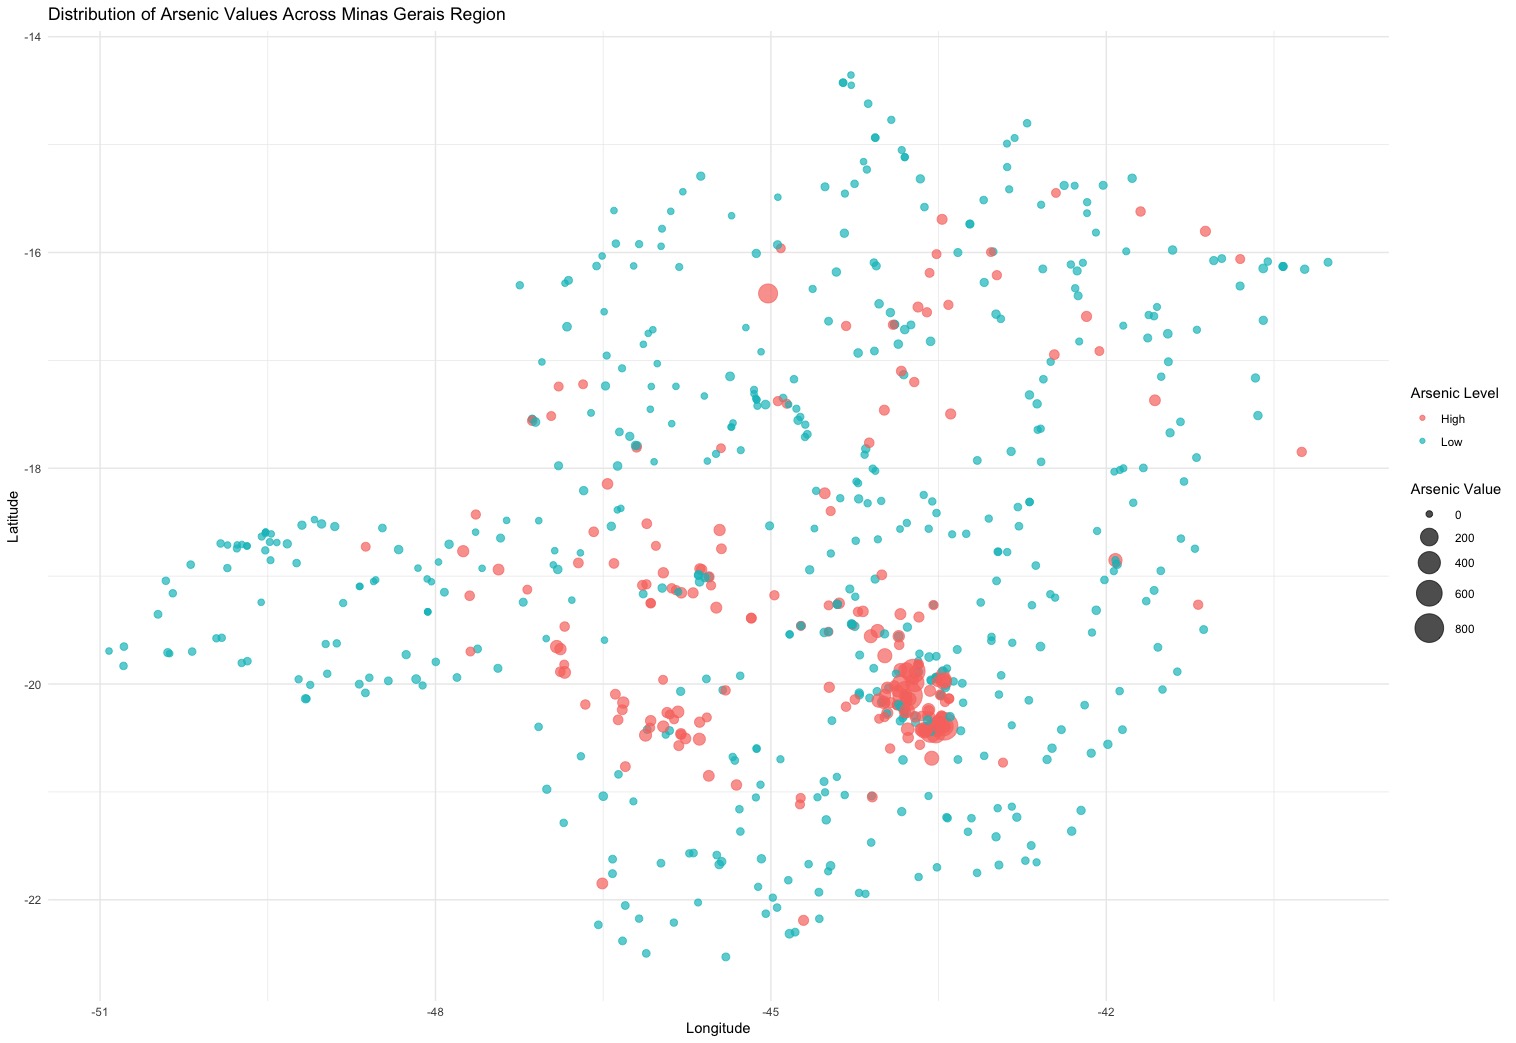 Distribution of Arsenic Values Across Minas Gerais Region
-14
-16
-18
-20
-22
Latitude
-51
-48
-45
-42
Longitude
Arsenic Level
High
Low
Arsenic Value
0
200
400
600
800